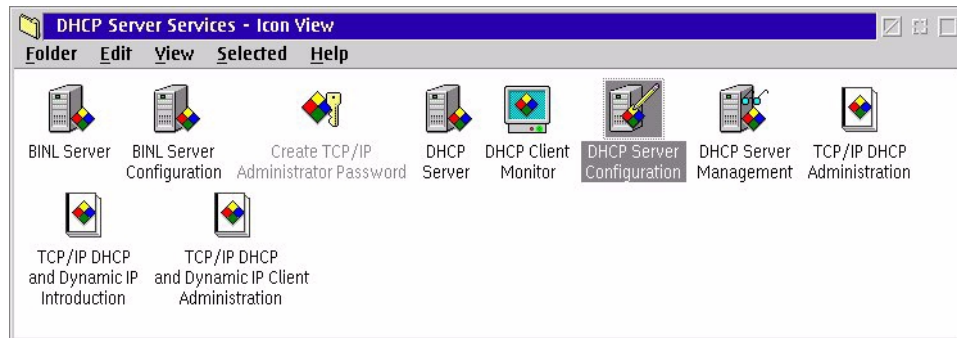 DHCP Server Services - Icon View
Folder Edit View Selected Help
BINL Server
BINL Server
Configuration
Create TCP/IP
Administrator Password
DHCP
Server
DHCP Client
Monitor
DHCP Server
Configuration
DHCP Server
Management
TCP/IP DHCP
Administration
TCP/IP DHCP
and Dynamic IP
Introduction
TCP/IP DHCP
and Dynamic IP Client
Administration